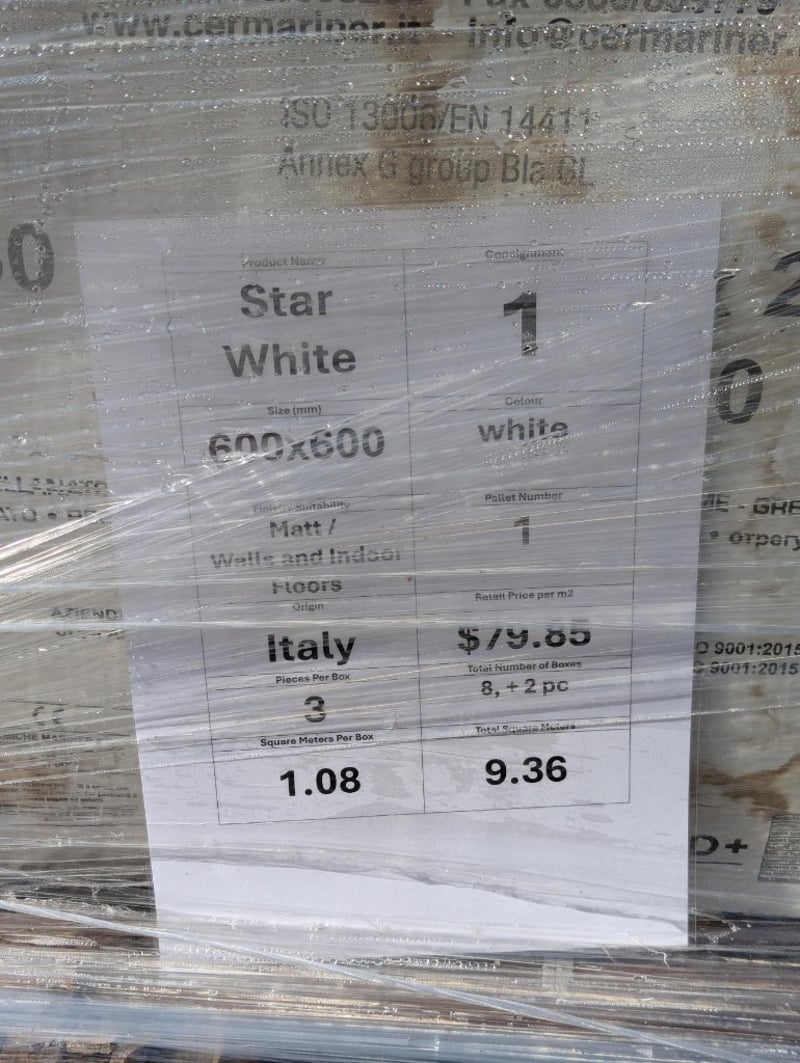 www.cermariner.it
info@cermariner.
ISO 13006/EN 14411
Annex G group BIa GL
Product Name
Consignment
Star
White
1
Size (mm)
Colour
600x600
white
Finish / Suitability
Pallet Number
Matt /
Walls and Indoor
Floors
1
Origin
Retail Price per m2
Italy
$79.85
Pieces Per Box
Total Number of Boxes
3
8, + 2 pc
Square Meters Per Box
Total Square Meters
1.08
9.36
9001:2015
9001:2015
D+